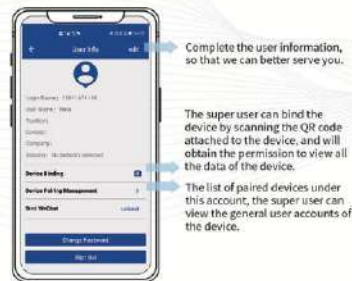 User Info
edit
Complete the user information,
so that we can better serve you.
Company:
The super user can bind the
device by scanning the QR code
attached to the device, and will
obtain the permission to view all
the data of the device.
Device Binding
Device Pairing Management
The list of paired devices under
this account, the super user can
view the general user accounts of
the device.
WeChat
Change Password
Sign Out